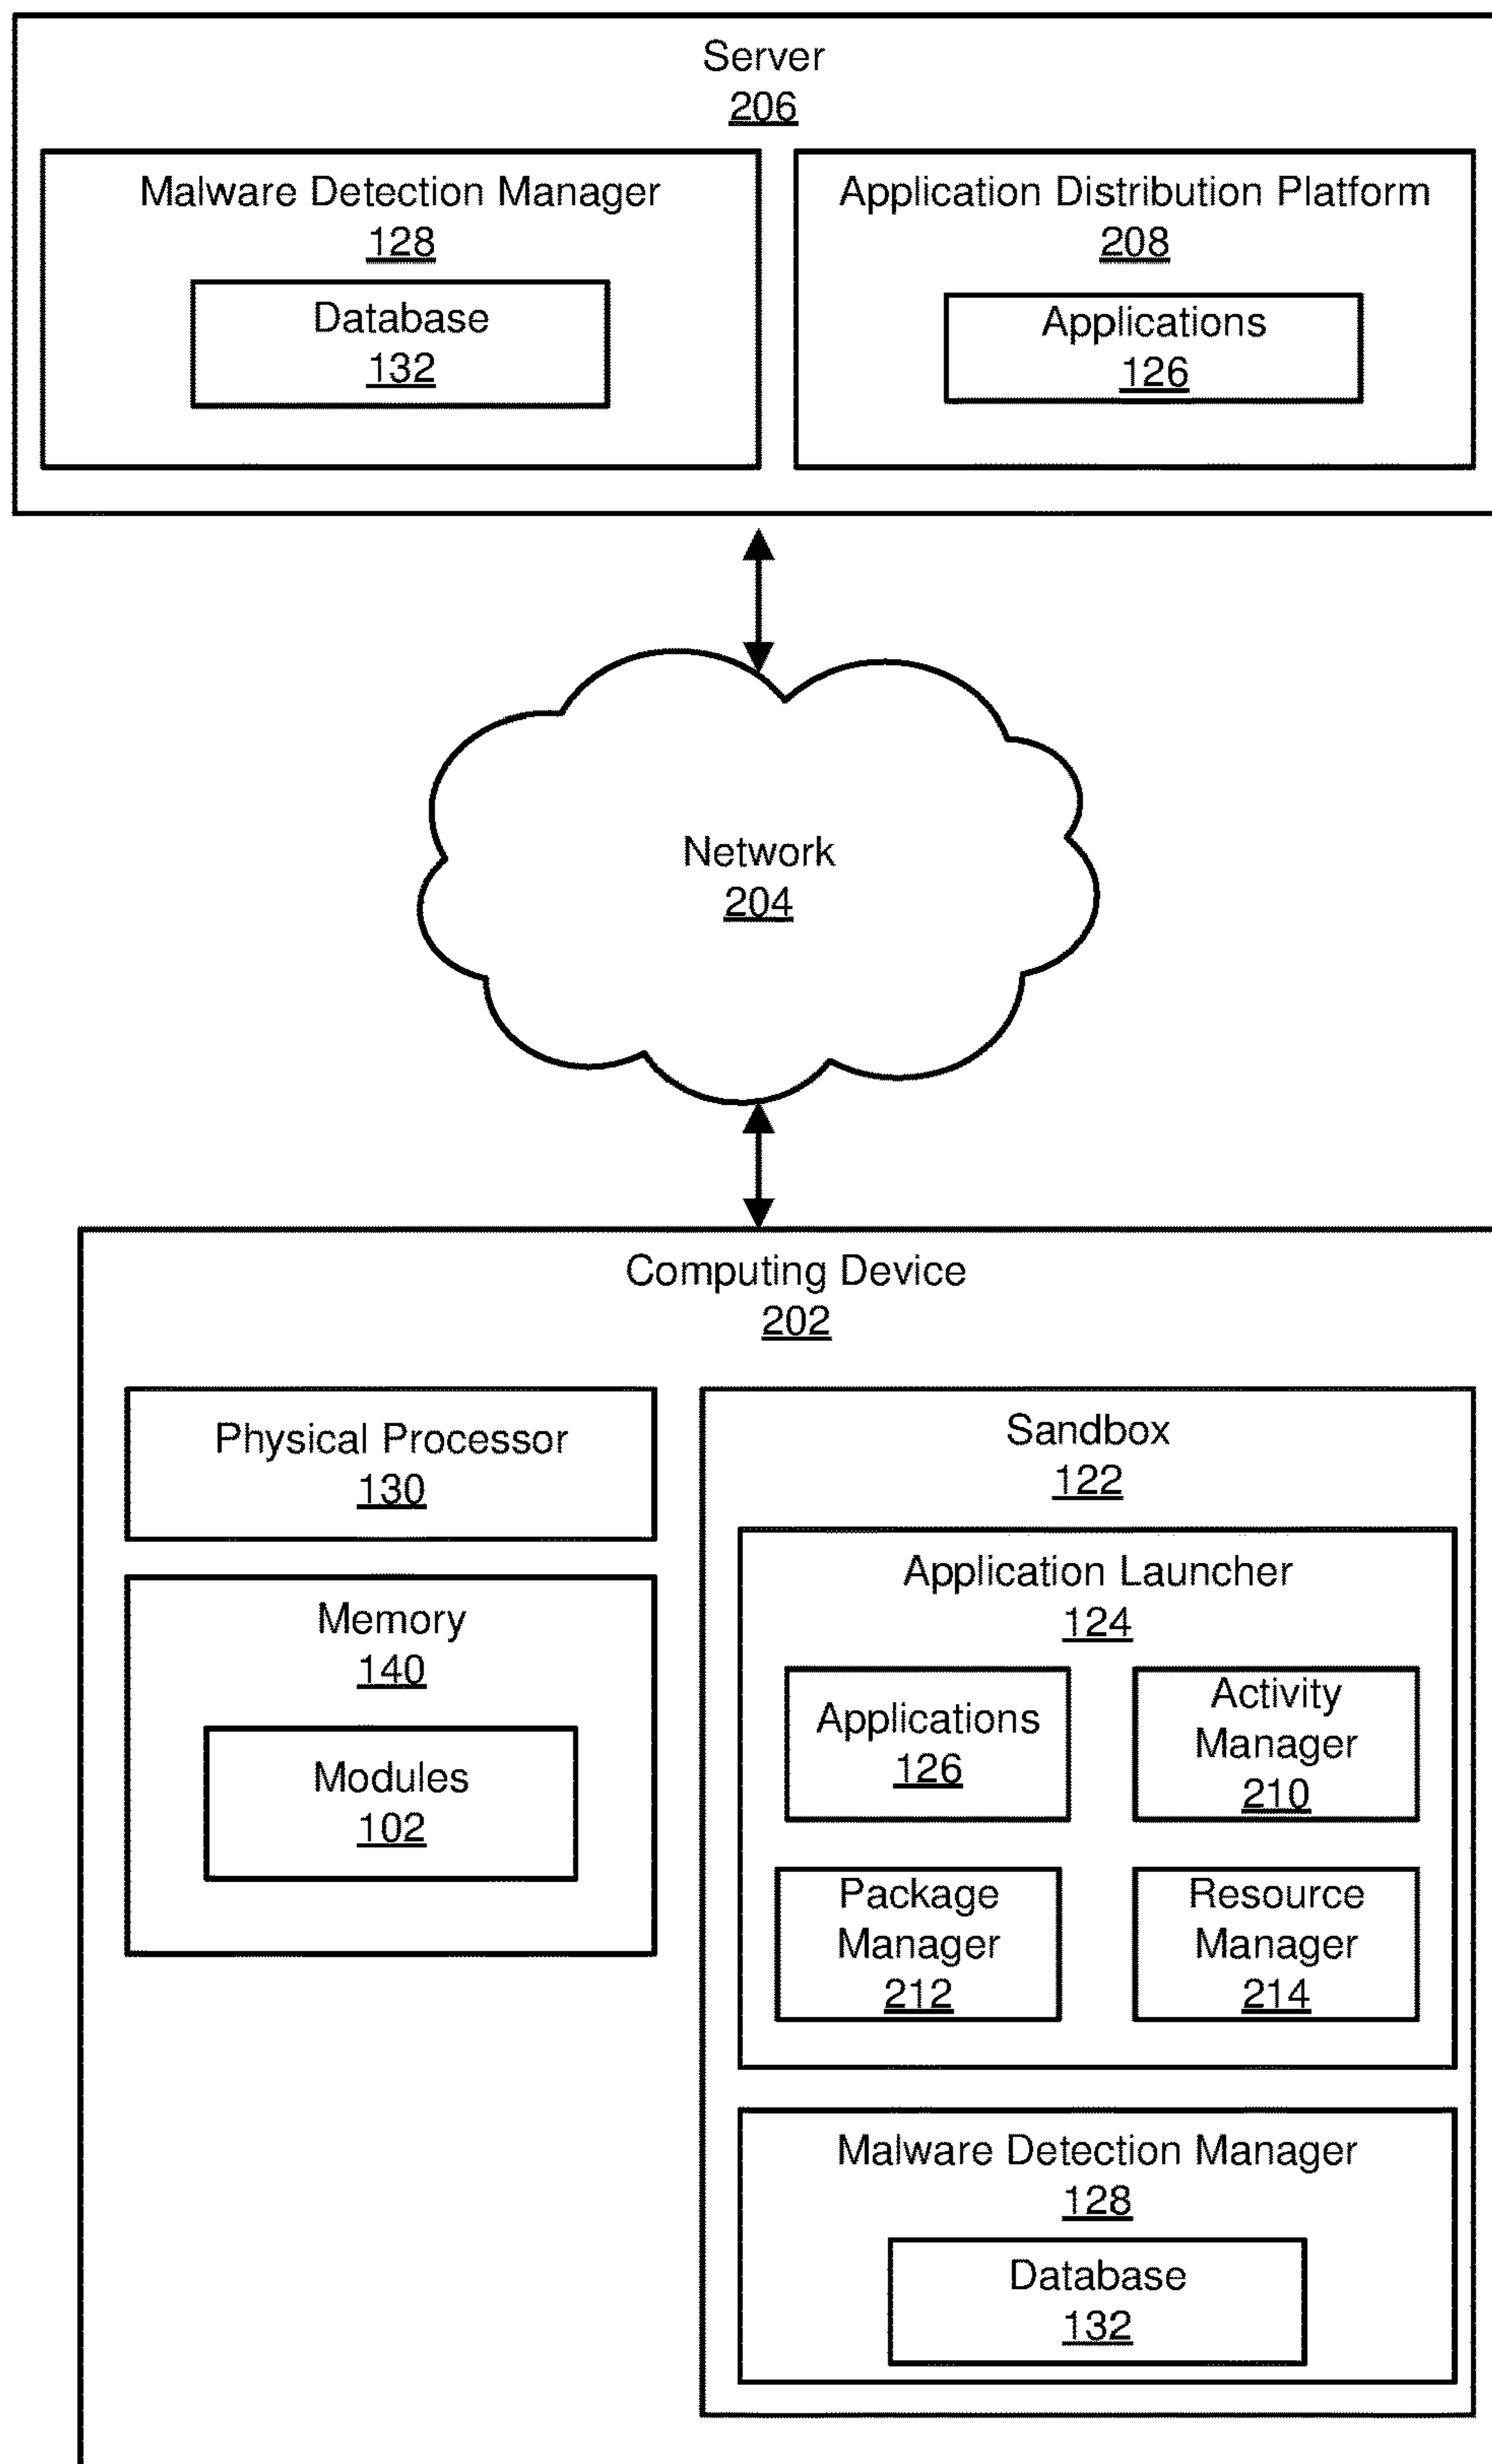 Server
206
Malware Detection Manager
128
Database
132
Application Distribution Platform
208
Applications
126
Network
204
Computing Device
202
Physical Processor
130
Memory
140
Modules
102
Sandbox
122
Application Launcher
124
Applications
126
Activity
Manager
210
Package
Manager
212
Resource
Manager
214
Malware Detection Manager
128
Database
132